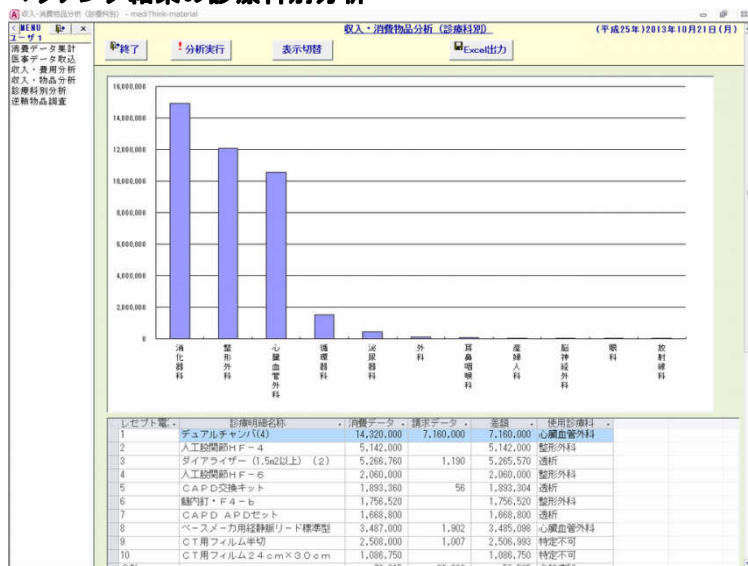 収入・消費物品分析(診療科別) - mediThink-material
<MENU
ユーザ1
消費データ集計
医事データ取込
収入・費用分析
収入・物品分析
診療科別分析
逆鞘物品調査
収入・消費物品分析(診療科別)
(平成25年)2013年10月21日(月)
終了
!分析実行
表示切替
Excel出力
16,000,000
14,000,000
12,000,000
10,000,000
8,000,000
6,000,000
4,000,000
2,000,000
0
消化器科
整形外科
心臓血管外科
循環器科
泌尿器科
外科
耳鼻咽喉科
産婦人科
脳神経外科
眼科
放射線科
レセプト電 診療明細名称 消費データ 請求データ 差額 使用診療科
1 デュアルチャンバ(4) 14,320,000 7,160,000 7,160,000 心臓血管外科
2 人工股関節HF-4 5,142,000 5,142,000 整形外科
3 ダイアライザー (1.5m2以上) (2) 5,266,760 1,190 5,265,570 透析
4 人工股関節HF-6 2,060,000 2,060,000 整形外科
5 CAPD交換キット 1,893,360 56 1,893,304 透析
6 髄内釘・F4-b 1,756,520 1,756,520 整形外科
7 CAPD APDセット 1,668,800 1,668,800 透析
8 ペースメーカ用経静脈リード標準型 3,487,000 1,902 3,485,098 心臓血管外科
9 CT用フィルム半切 2,508,000 1,007 2,506,993 特定不可
10 CT用フィルム24cm×30cm 1,086,750 1,086,750 特定不可